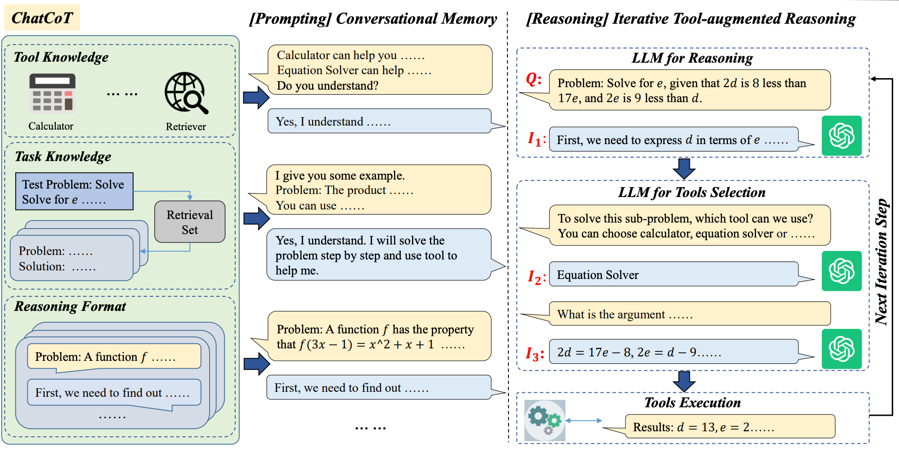 ChatCoT
Tool Knowledge
Calculator
... ...
Retriever
Task Knowledge
Test Problem: Solve
Solve for e ……
Retrieval
Set
Problem: ……
Solution: ……
Reasoning Format
Problem: A function f ……
First, we need to find out ……
……
[Prompting] Conversational Memory
Calculator can help you ……
Equation Solver can help ……
Do you understand?
Yes, I understand ……
I give you some example.
Problem: The product ……
You can use ……
Yes, I understand. I will solve the
problem step by step and use tool to
help me.
Problem: A function f has the property
that f(3x − 1) = x^2 + x + 1 ……
First, we need to find out ……
... ...
[Reasoning] Iterative Tool-augmented Reasoning
LLM for Reasoning
Q:
Problem: Solve for e, given that 2d is 8 less than
17e, and 2e is 9 less than d.
I₁:
First, we need to express d in terms of e ……
LLM for Tools Selection
To solve this sub-problem, which tool can we use?
You can choose calculator, equation solver or ……
I₂:
Equation Solver
What is the argument ……
I₃:
2d = 17e − 8, 2e = d − 9……
Tools Execution
Results: d = 13, e = 2……
Next Iteration Step